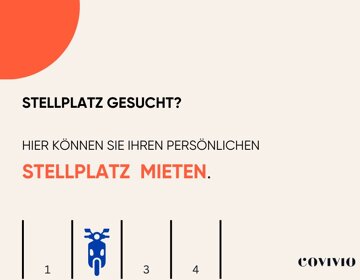 STELLPLATZ GESUCHT?
HIER KÖNNEN SIE IHREN PERSÖNLICHEN
STELLPLATZ MIETEN.
1 3 4
COVIVIO